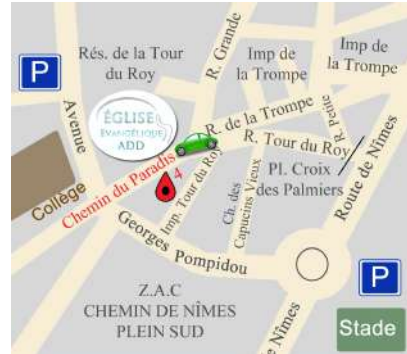 P
Rés. de la Tour
du Roy
R. Grande
Imp de
la Trompe
Imp de
la Trompe
Avenue
ÉGLISE
ÉVANGÉLIQUE
ADD
R. de la Trompe
R. Petite
R. Tour du Roy
Collège
Chemin du Paradis
4
Imp. Tour du Roy
Ch. des
Capucins Vieux
Pl. Croix
des Palmiers
Route de Nîmes
Georges Pompidou
Z.A.C
CHEMIN DE NÎMES
PLEIN SUD
P
Stade
e Nîmes